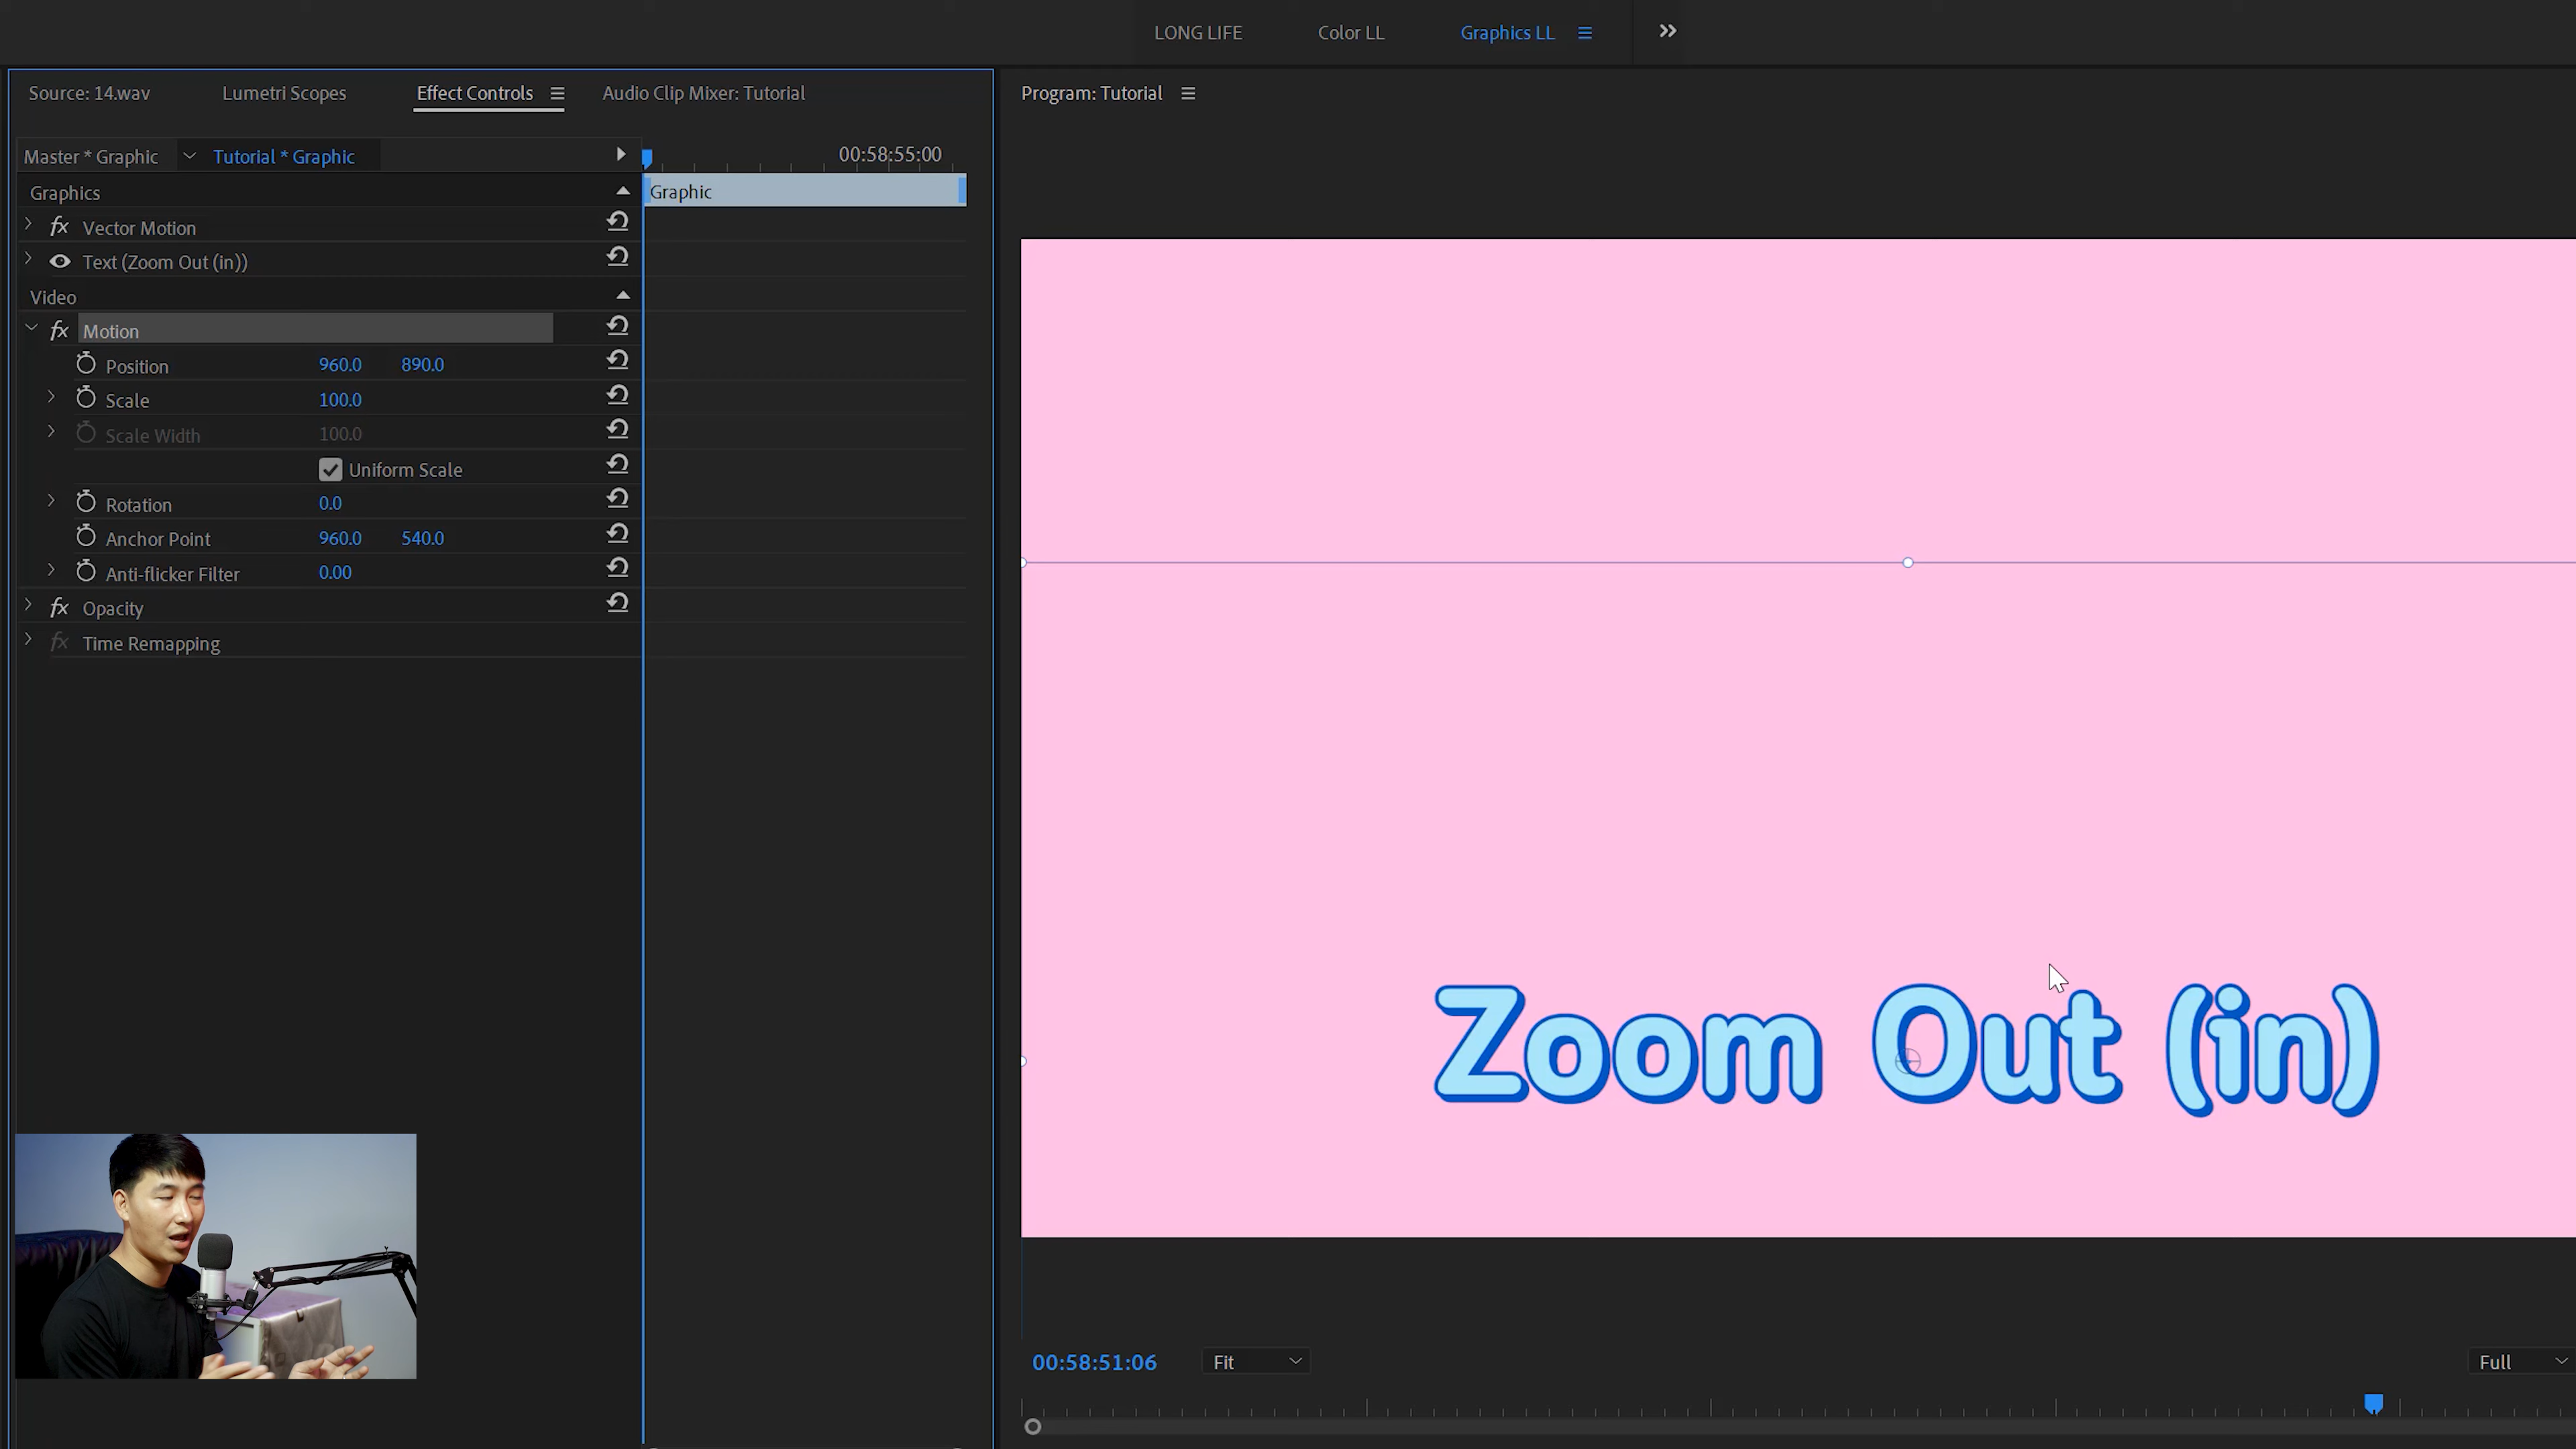 LONG LIFE
Color LL
Graphics LL
Source: 14.wav
Lumetri Scopes
Effect Controls
Audio Clip Mixer: Tutorial
Program: Tutorial
Master * Graphic
Tutorial * Graphic
00:58:55:00
Graphics
Graphic
fx Vector Motion
Text (Zoom Out (in))
Video
fx Motion
Position 960.0 890.0
Scale 100.0
Scale Width 100.0
Uniform Scale
Rotation 0.0
Anchor Point 960.0 540.0
Anti-flicker Filter 0.00
fx Opacity
fx Time Remapping
Zoom Out (in)
00:58:51:06
Fit
Full